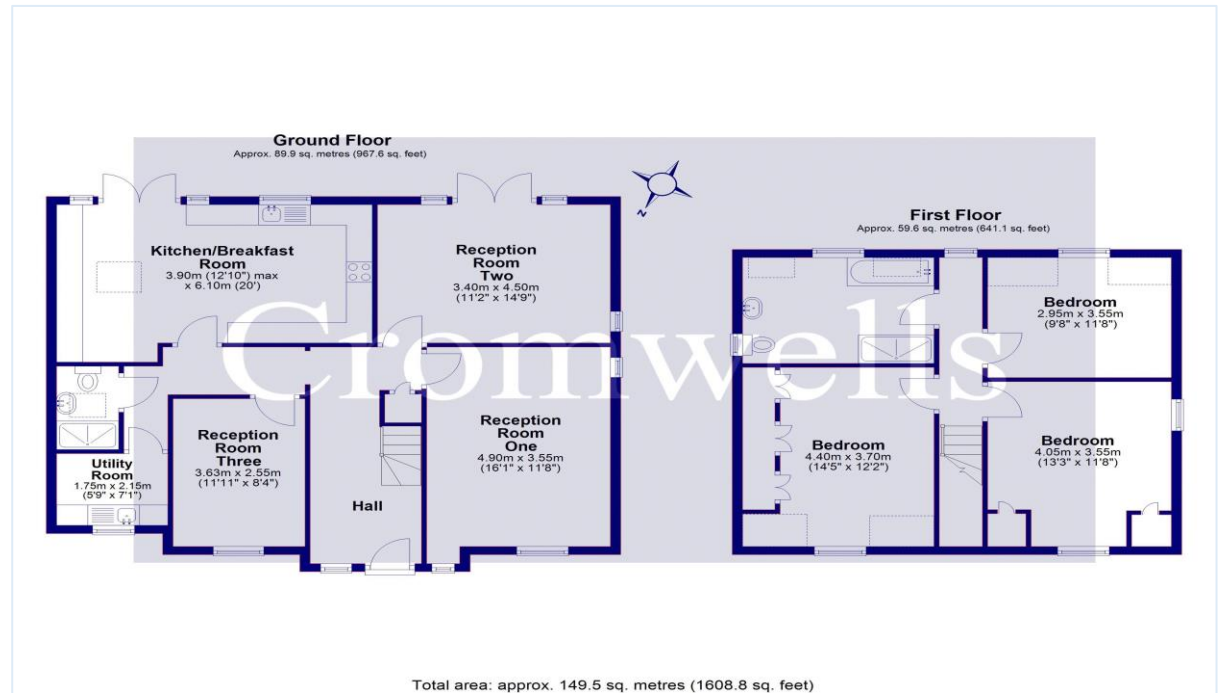 Ground Floor
Approx. 89.9 sq. metres (967.6 sq. feet)
Kitchen/Breakfast
Room
3.90m (12'10") max
x 6.10m (20')
Reception
Room
Two
3.40m x 4.50m
(11'2" x 14'9")
N
Cromwells
Reception
Room
Three
3.63m x 2.55m
(11'11" x 8'4")
Utility
Room
1.75m x 2.15m
(5'9" x 7'1")
Hall
Reception
Room
One
4.90m x 3.55m
(16'1" x 11'8")
First Floor
Approx. 59.6 sq. metres (641.1 sq. feet)
Bedroom
2.95m x 3.55m
(9'8" x 11'8")
Bedroom
4.40m x 3.70m
(14'5" x 12'2")
Bedroom
4.05m x 3.55m
(13'3" x 11'8")
Total area: approx. 149.5 sq. metres (1608.8 sq. feet)